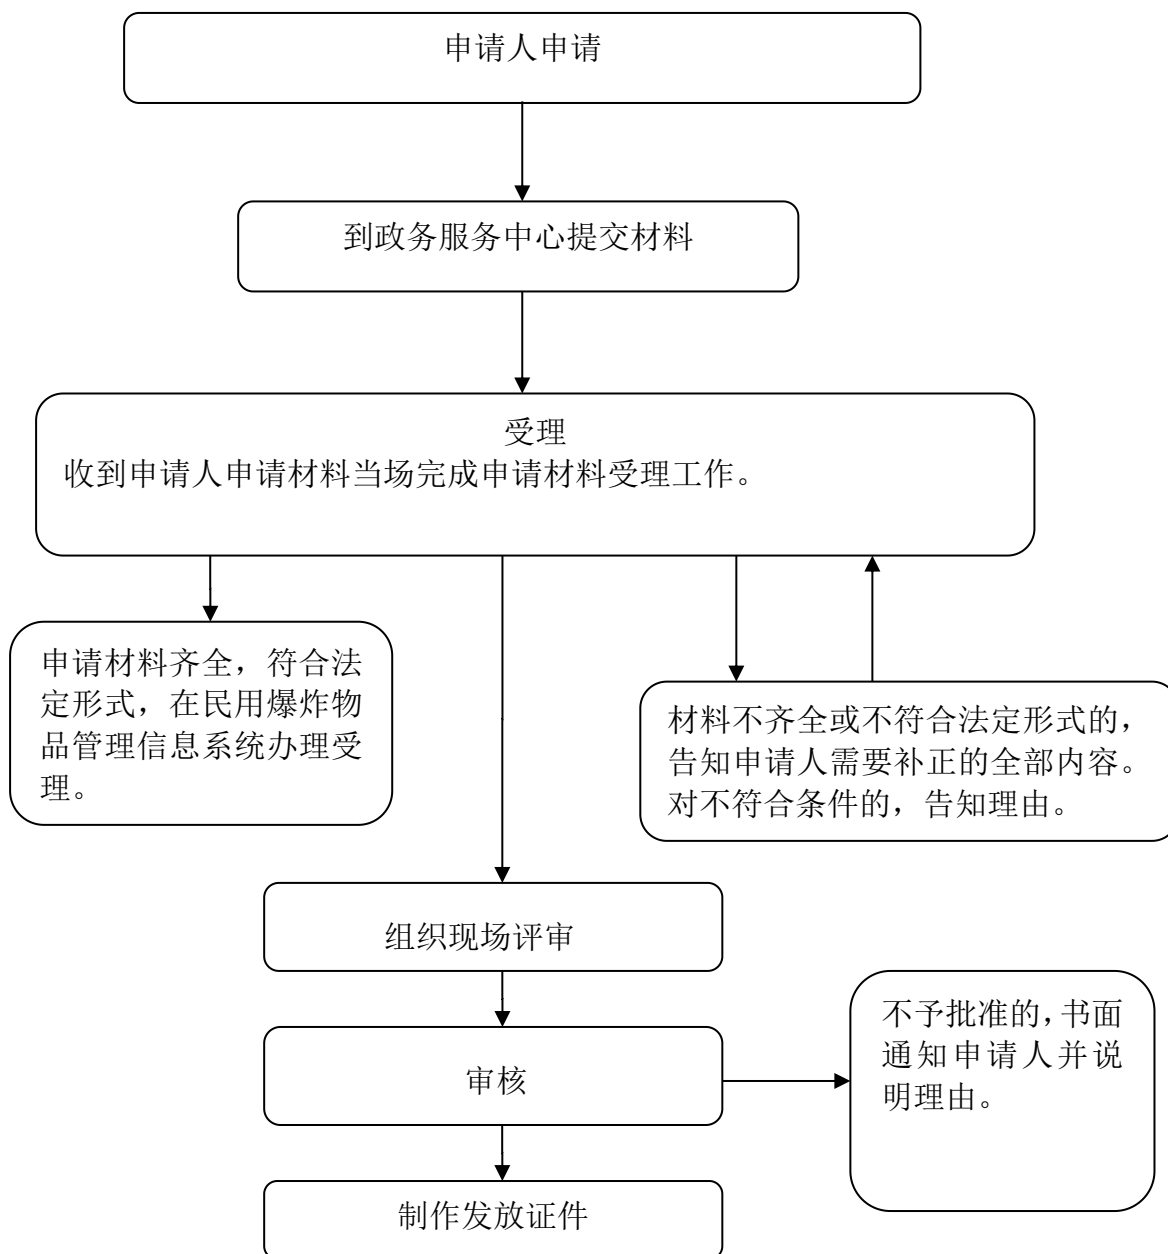 申请人申请
到政务服务中心提交材料
受理
收到申请人申请材料当场完成申请材料受理工作。
申请材料齐全，符合法
定形式，在民用爆炸物
品管理信息系统办理受
理。
材料不齐全或不符合法定形式的，
告知申请人需要补正的全部内容。
对不符合条件的，告知理由。
组织现场评审
审核
不予批准的，书面
通知申请人并说
明理由。
制作发放证件